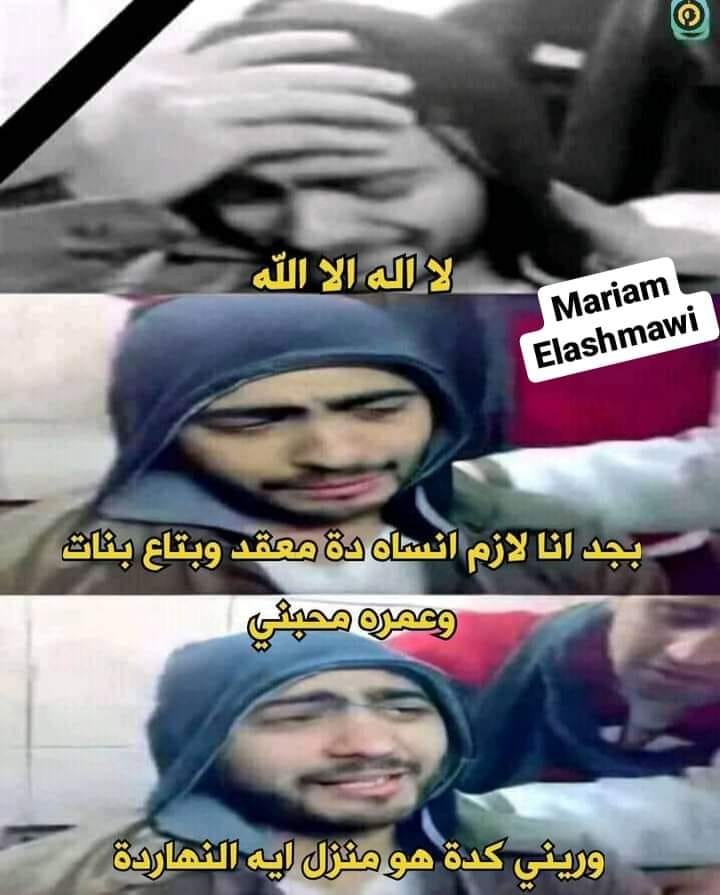 لا اله الا الله
Mariam
Elashmawi
بجد انا لازم انساه دة معقد وبتاع بنات
وعمره محبني
وريني كدة هو منزل ايه النهاردة